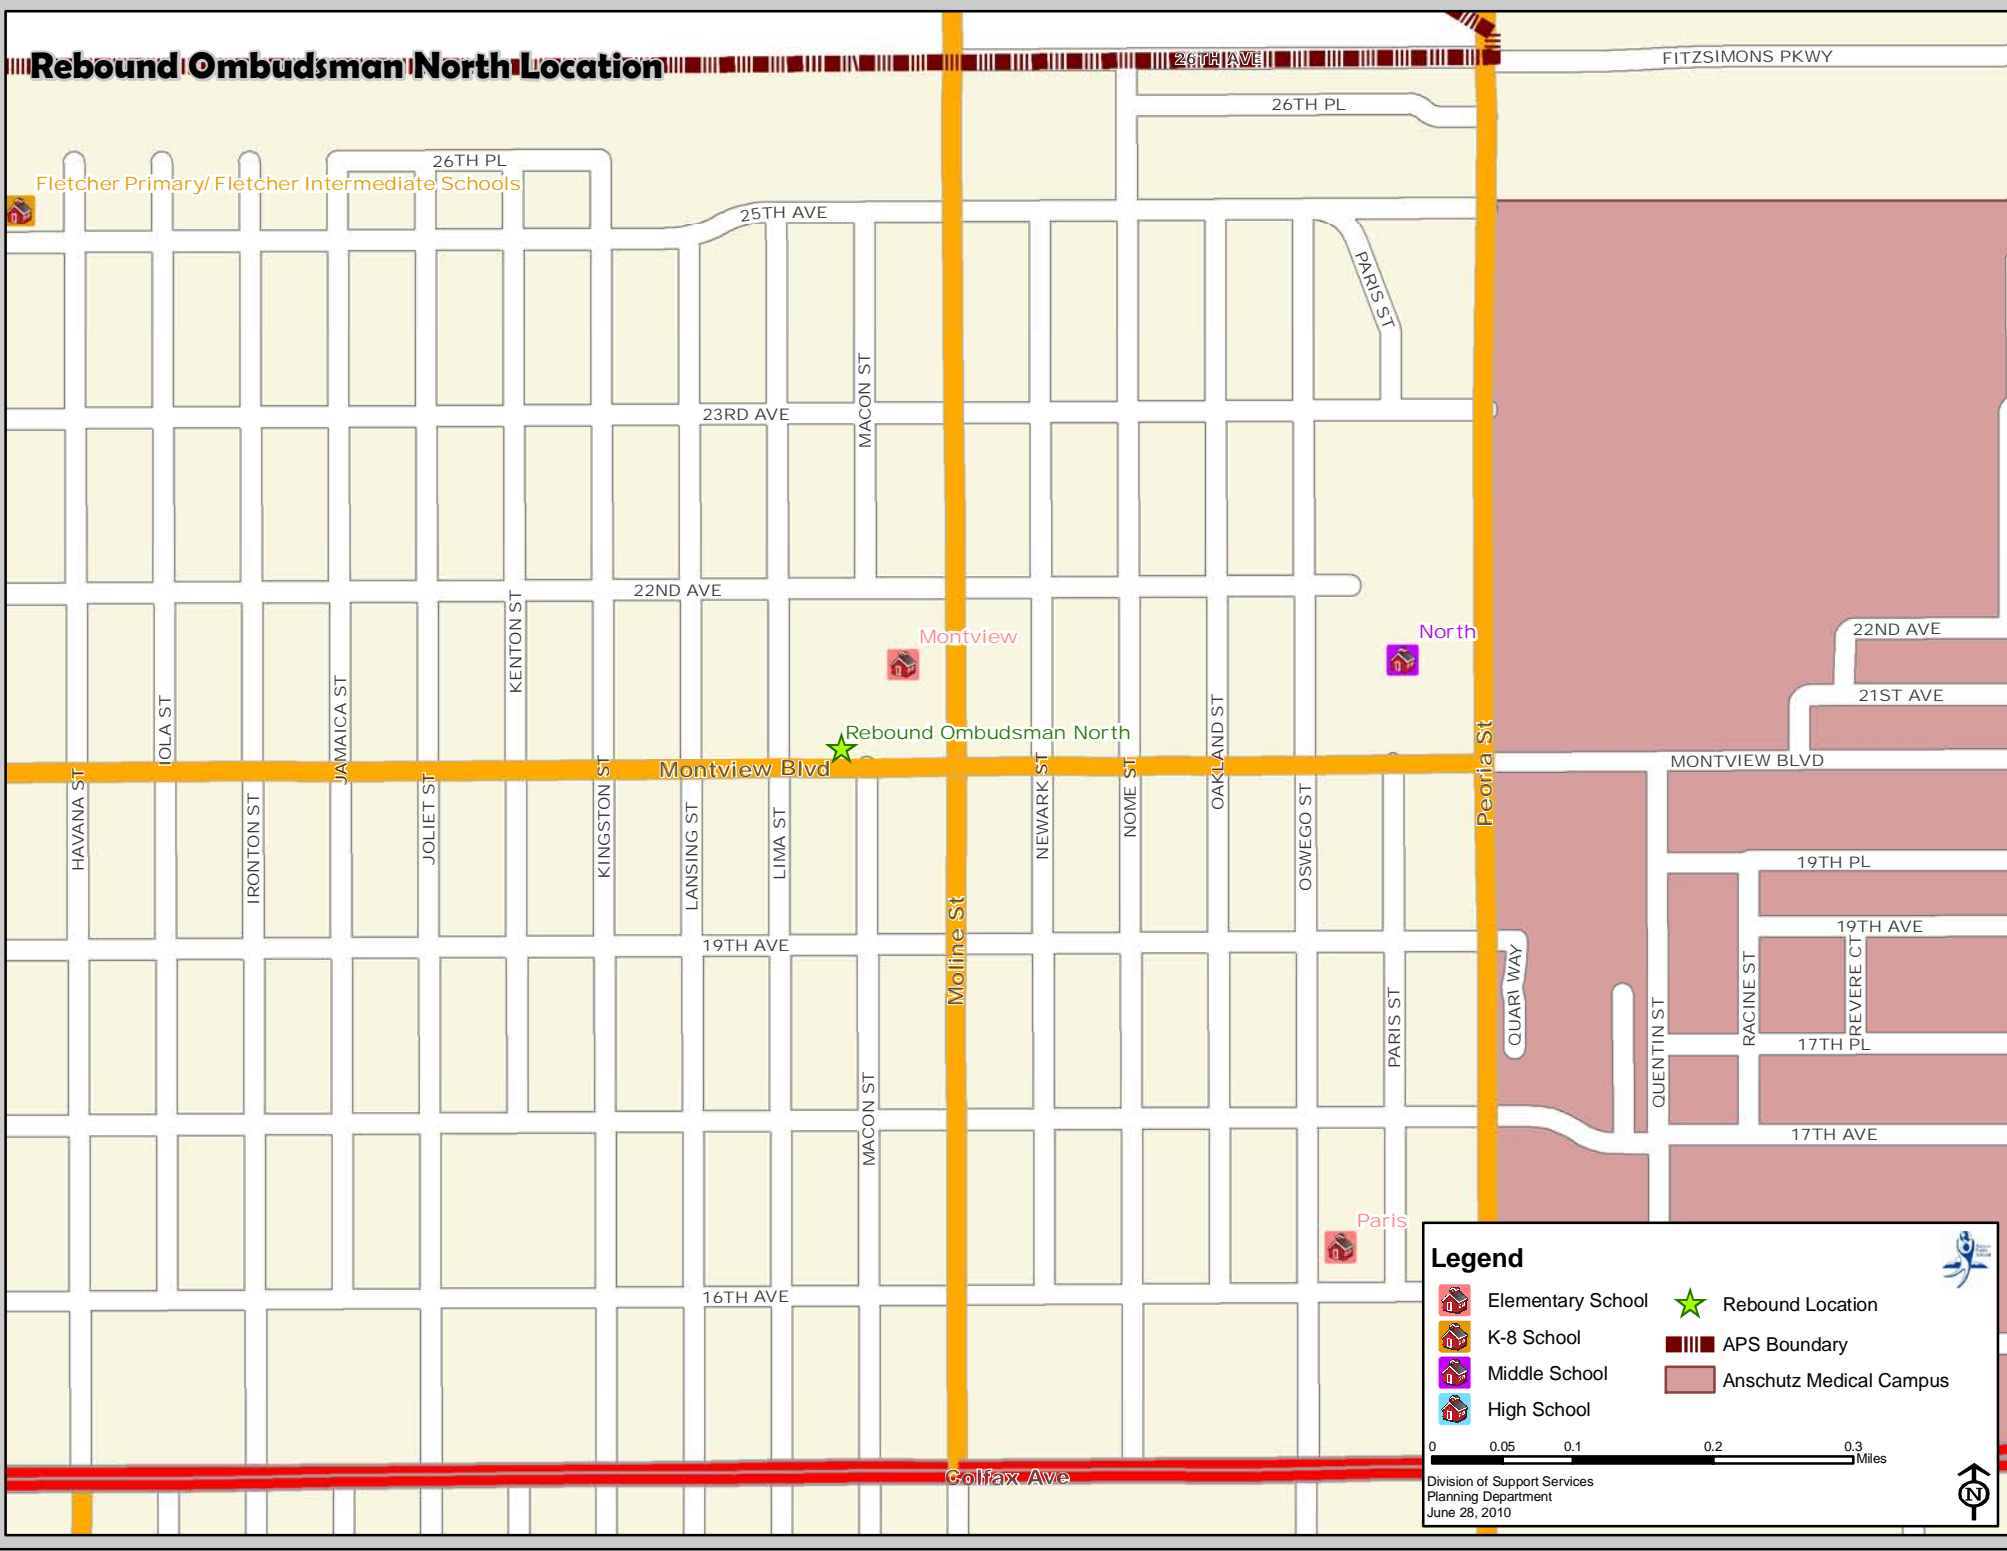 Rebound Ombudsman North Location
26TH AVE
FITZSIMONS PKWY
26TH PL
26TH PL
Fletcher Primary/Fletcher Intermediate Schools
25TH AVE
PARIS ST
MACON ST
23RD AVE
22ND AVE
KENTON ST
Montview
North
22ND AVE
21ST AVE
IOLA ST
JAMAICA ST
OAKLAND ST
Rebound Ombudsman North
Peoria St
Montview Blvd
MONTVIEW BLVD
HAVANA ST
IRONTON ST
JOLIET ST
KINGSTON ST
LANSING ST
LIMA ST
NEWARK ST
NOME ST
OSWEGO ST
19TH PL
Moline St
19TH AVE
19TH AVE
QUARI WAY
QUENTIN ST
RACINE ST
REVERE CT
PARIS ST
17TH PL
MACON ST
17TH AVE
Paris
16TH AVE
Colfax Ave
Legend
Elementary School
K-8 School
Middle School
High School
Rebound Location
APS Boundary
Anschutz Medical Campus
0 0.05 0.1 0.2 0.3
Miles
Division of Support Services
Planning Department
June 28, 2010
N